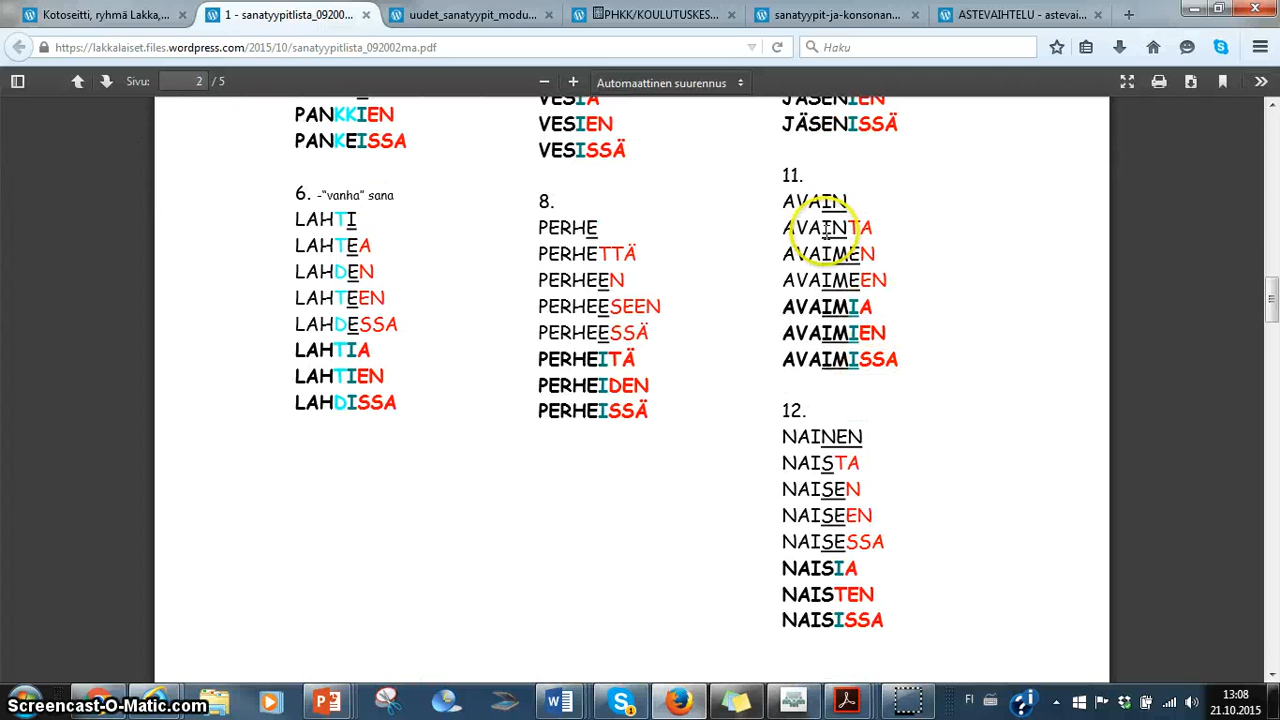 Kotoseitti, ryhmä Lakka,...
1 - sanatyypitlista_09200...
uudet_sanatyypit_modu...
PHKK/KOULUTUSKES...
sanatyypit-ja-konsonan...
ASTEVAIHTELU - astevai...
https://lakkalaiset.files.wordpress.com/2015/10/sanatyypitlista_092002ma.pdf
Haku
Sivu: 2 / 5
Automaattinen suurennus
PANKKIEN
PANKEISSA
6. -"vanha" sana
LAHTI
LAHTEA
LAHDEN
LAHTEEN
LAHDESSA
LAHTIA
LAHTIEN
LAHDISSA
VESIÄ
VESIEN
VESISSÄ
8.
PERHE
PERHETTÄ
PERHEEN
PERHEESEEN
PERHEESSÄ
PERHEITÄ
PERHEIDEN
PERHEISSÄ
JÄSENIEN
JÄSENISSÄ
11.
AVAIN
AVAINTA
AVAIMEN
AVAIMEEN
AVAIMIA
AVAIMIEN
AVAIMISSA
12.
NAINEN
NAISTA
NAISEN
NAISEEN
NAISESSA
NAISIA
NAISTEN
NAISISSA
FI
13:08
21.10.2015
Screencast-O-Matic.com